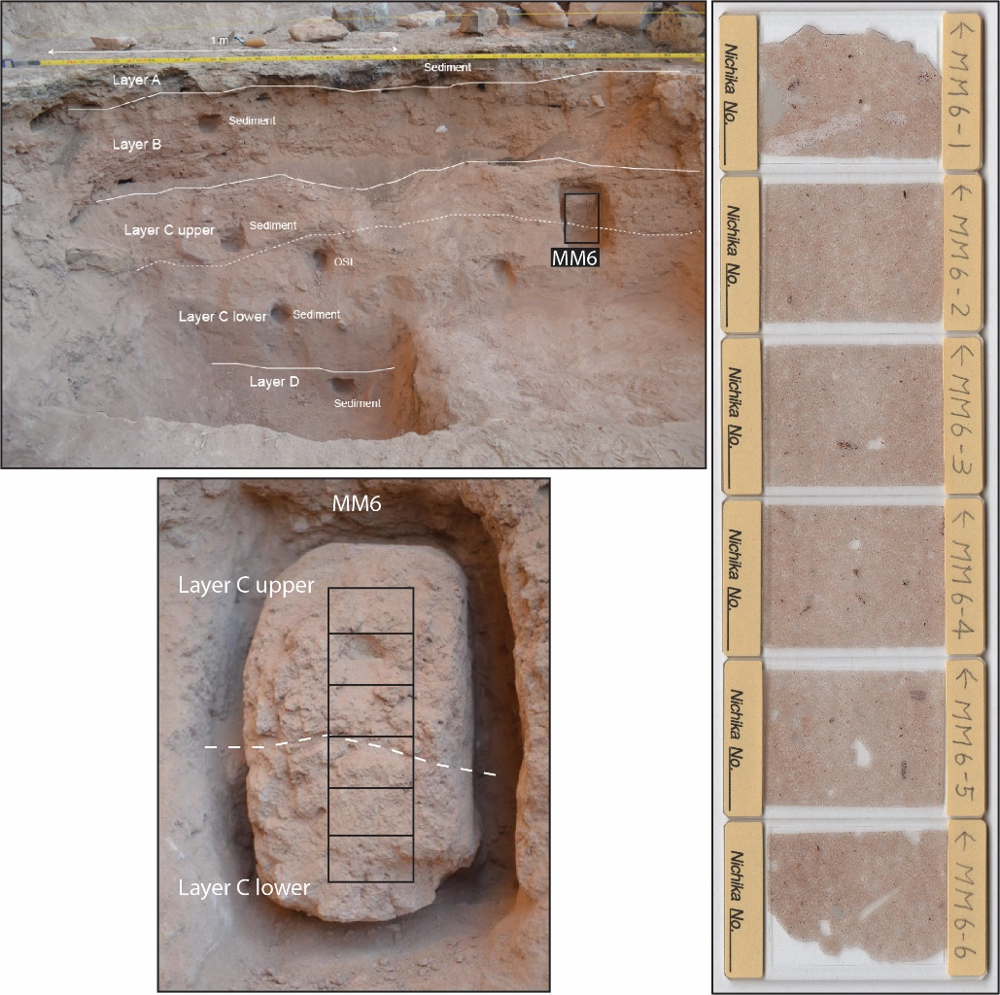 1 m
Sediment
Layer A
Sediment
Layer B
Sediment
Layer C upper
OSL
MM6
Layer C lower
Sediment
Layer D
Sediment
MM6
Layer C upper
Layer C lower
Nichika No.
← MM6-1
Nichika No.
← MM6-2
Nichika No.
← MM6-3
Nichika No.
← MM6-4
Nichika No.
← MM6-5
Nichika No.
← MM6-6